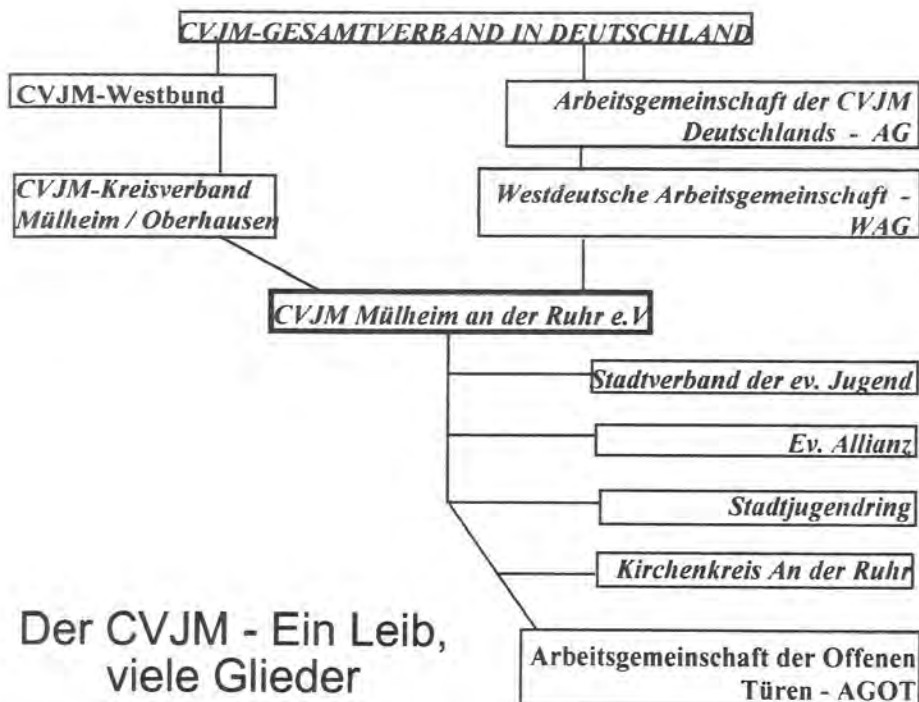 CVJM-GESAMTVERBAND IN DEUTSCHLAND
CVJM-Westbund
Arbeitsgemeinschaft der CVJM
Deutschlands - AG
CVJM-Kreisverband
Mülheim / Oberhausen
Westdeutsche Arbeitsgemeinschaft -
WAG
CVJM Mülheim an der Ruhr e.V
Stadtverband der ev. Jugend
Ev. Allianz
Stadtjugendring
Kirchenkreis An der Ruhr
Arbeitsgemeinschaft der Offenen
Türen - AGOT
Der CVJM - Ein Leib,
viele Glieder